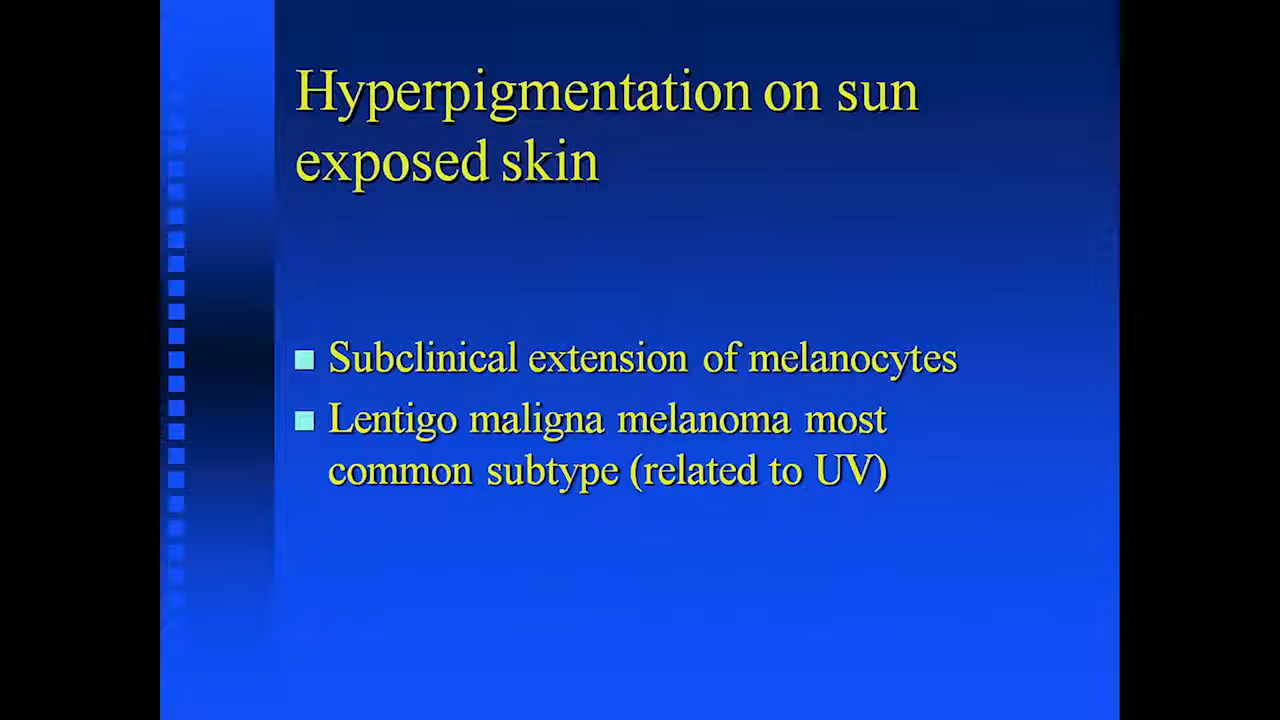 Hyperpigmentation on sun
exposed skin
Subclinical extension of melanocytes
Lentigo maligna melanoma most
common subtype (related to UV)